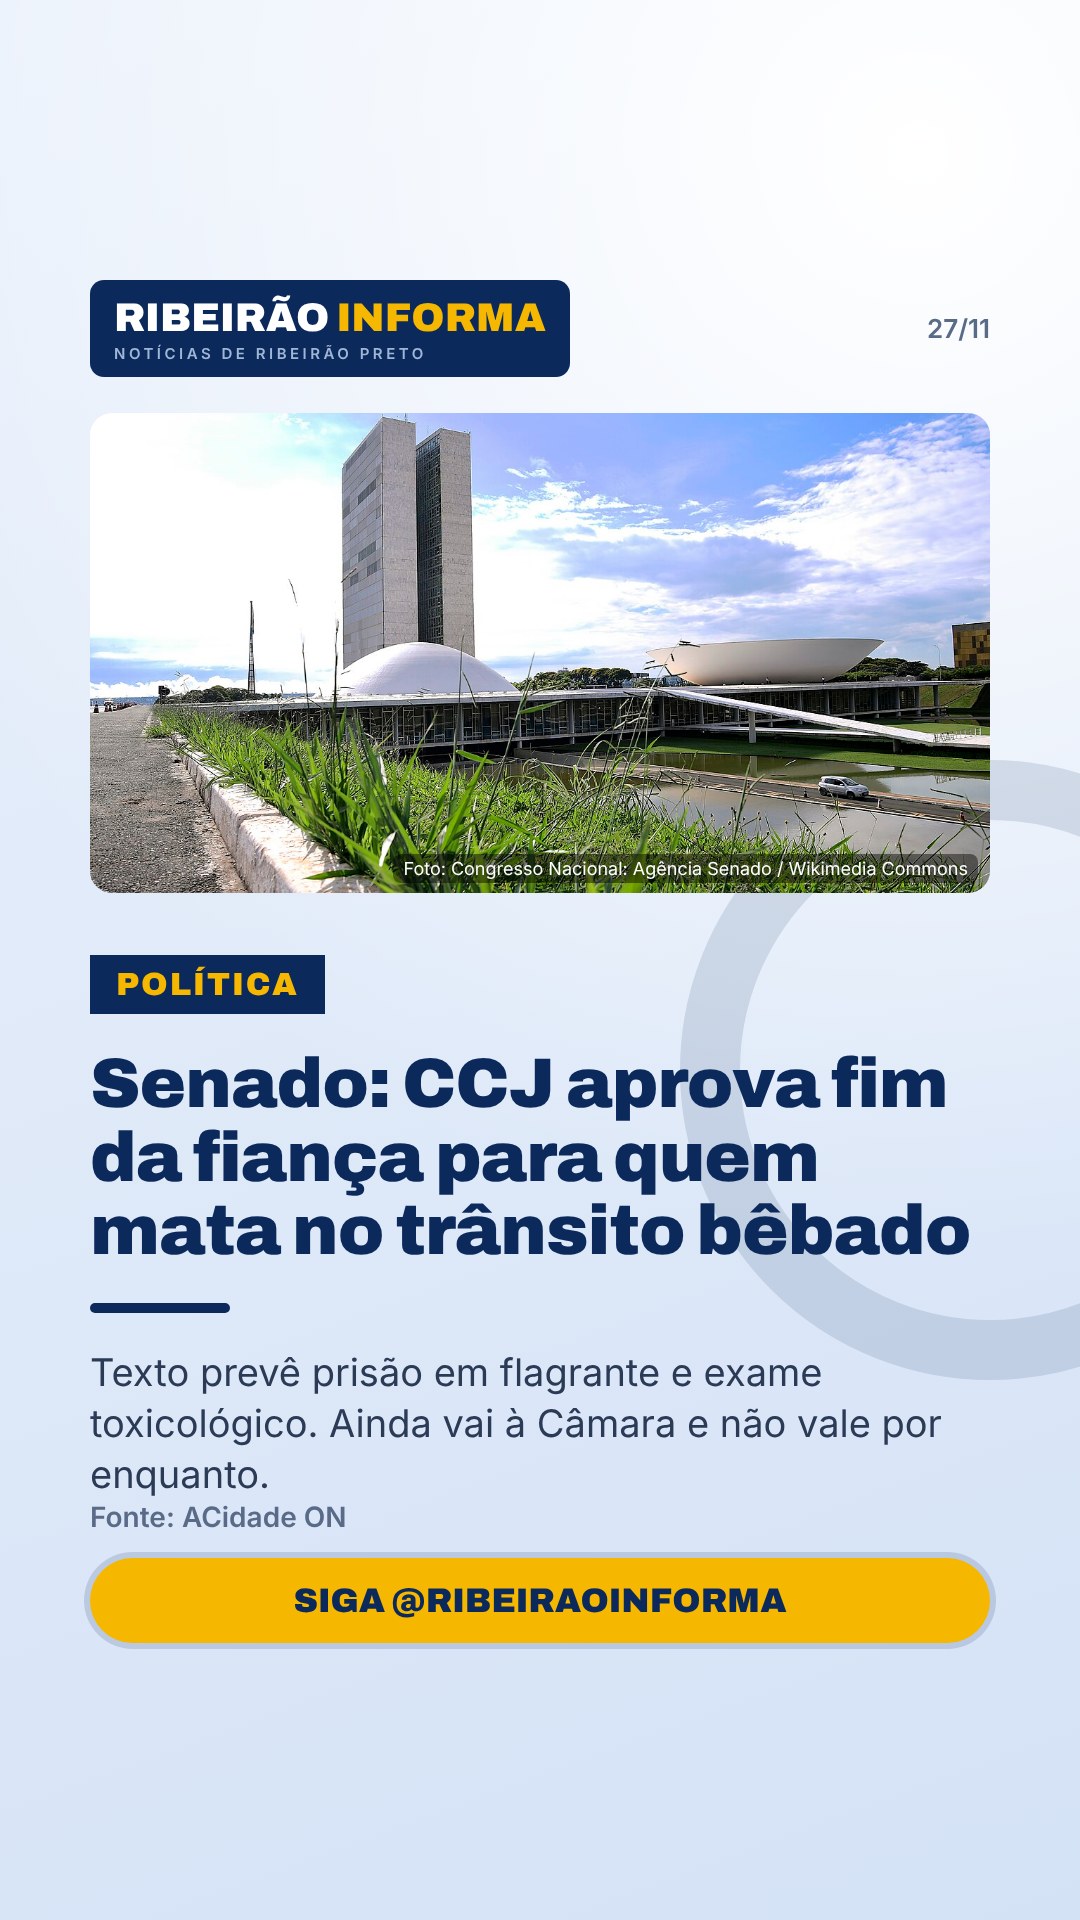 RIBEIRÃO INFORMA
NOTÍCIAS DE RIBEIRÃO PRETO
27/11
Foto: Congresso Nacional: Agência Senado / Wikimedia Commons
POLÍTICA
Senado: CCJ aprova fim
da fiança para quem
mata no trânsito bêbado
Texto prevê prisão em flagrante e exame
toxicológico. Ainda vai à Câmara e não vale por
enquanto.
Fonte: ACidade ON
SIGA @RIBEIRAOINFORMA